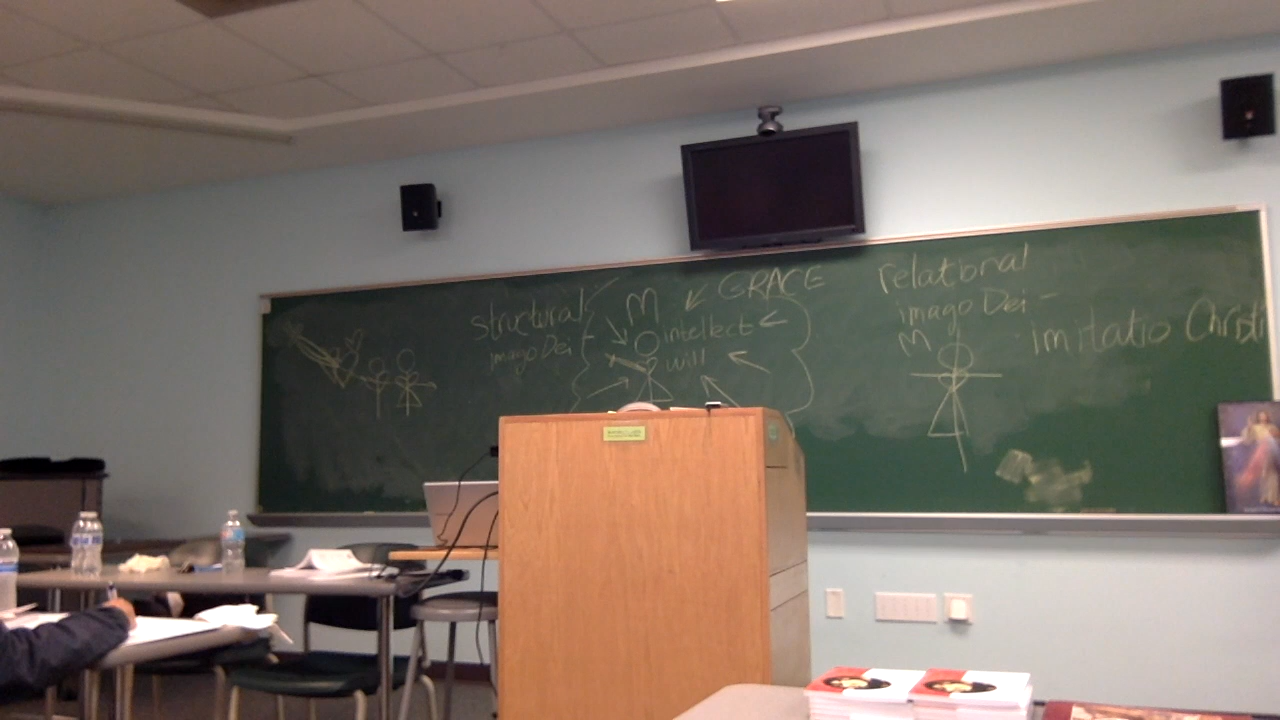 structural
imago Dei
M
GRACE
intellect
will
relational
imago Dei -
M
imitatio Christi